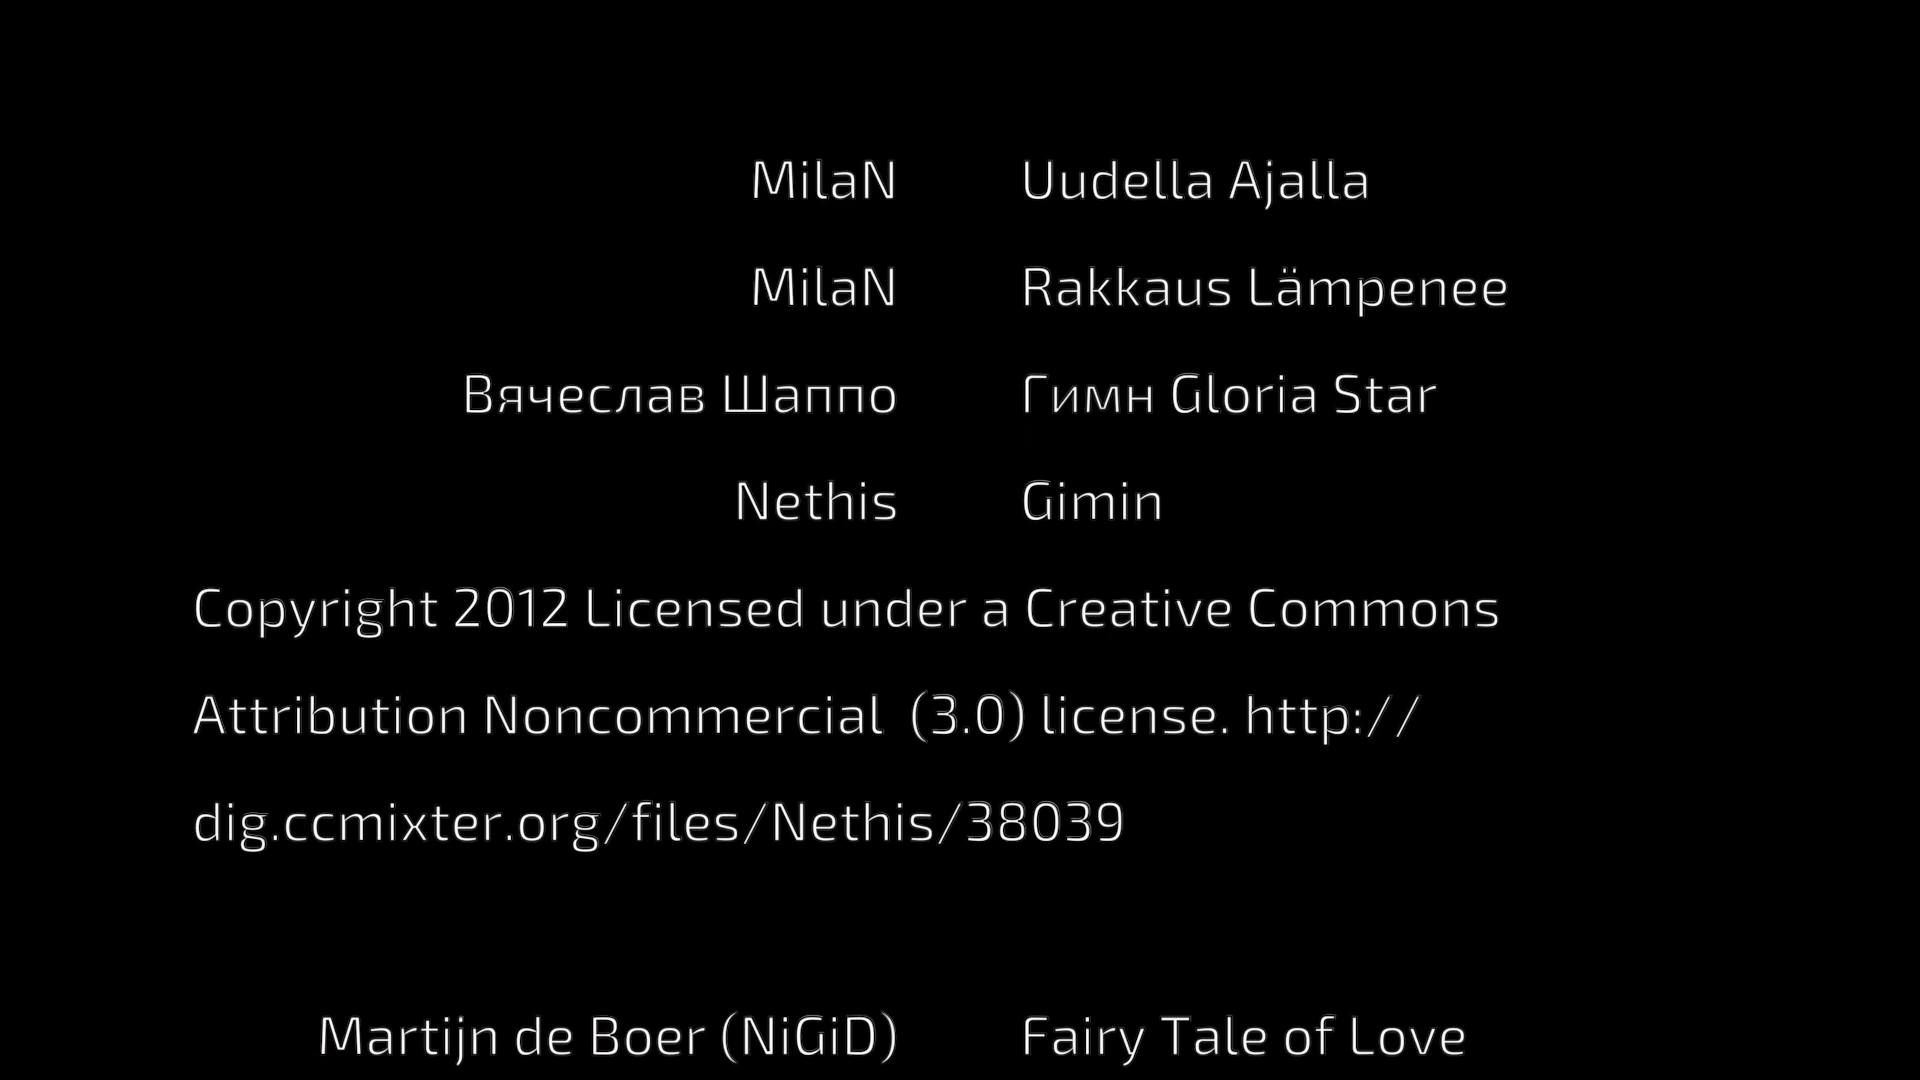 MilaN Uudella Ajalla
MilaN Rakkaus Lämpenee
Вячеслав Шаппо Гимн Gloria Star
Nethis Gimin
Copyright 2012 Licensed under a Creative Commons
Attribution Noncommercial (3.0) license. http://
dig.ccmixter.org/files/Nethis/38039
Martijn de Boer (NiGiD) Fairy Tale of Love